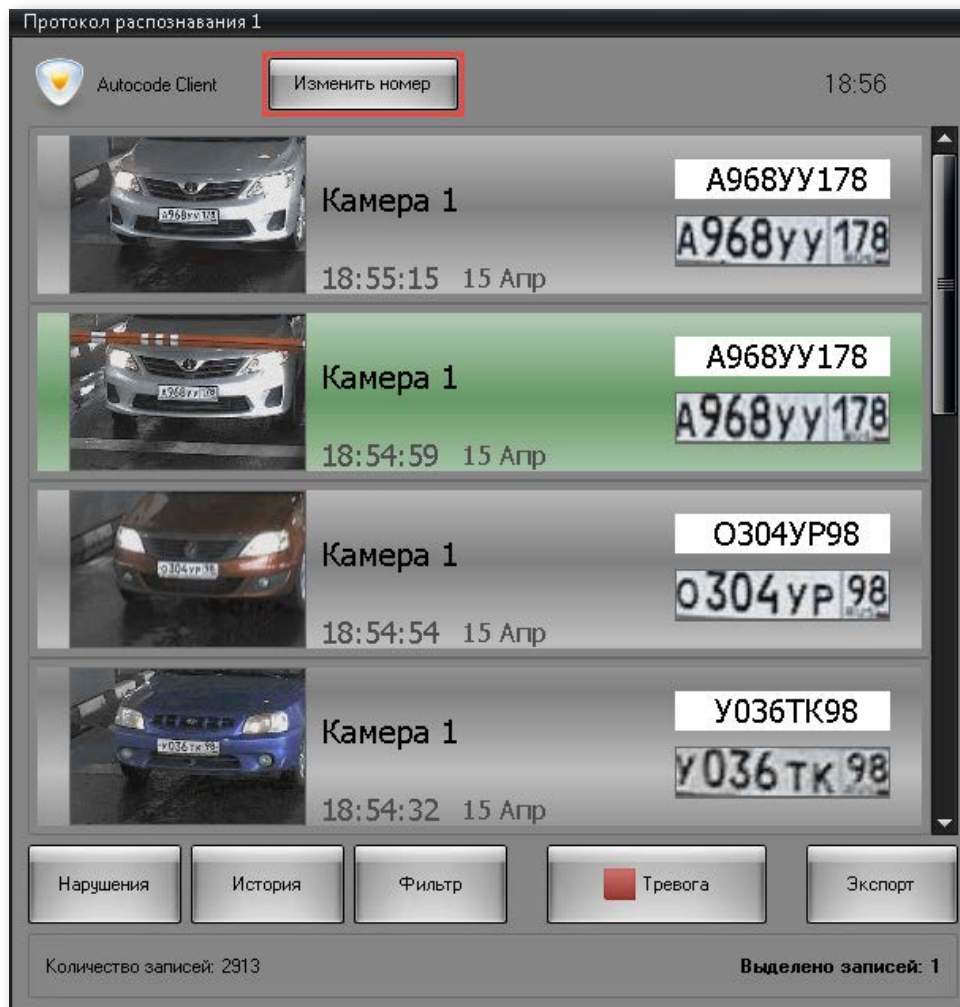 Протокол распознавания 1
Autocode Client
Изменить номер
18:56
А968УУ178
Камера 1
А968уу 178
18:55:15 15 Апр
А968УУ178
Камера 1
А968уу 178
18:54:59 15 Апр
О304УР98
Камера 1
О304УР 98
18:54:54 15 Апр
У036ТК98
Камера 1
У036ТК 98
18:54:32 15 Апр
Нарушения
История
Фильтр
Тревога
Экспорт
Количество записей: 2913
Выделено записей: 1